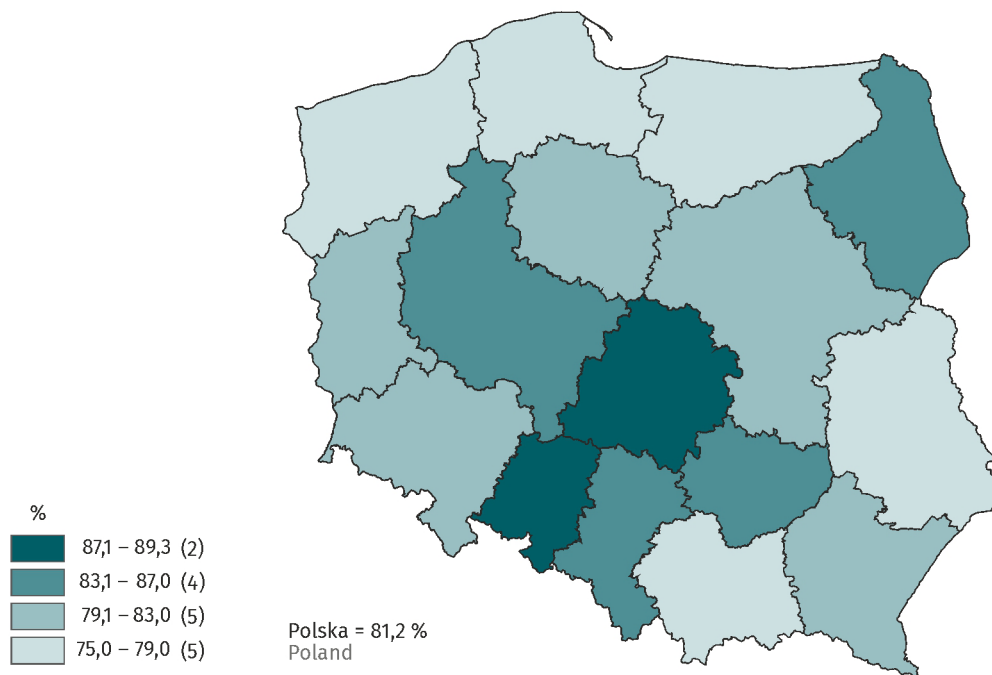 %
87,1 – 89,3 (2)
83,1 – 87,0 (4)
79,1 – 83,0 (5)
75,0 – 79,0 (5)
Polska = 81,2 %
Poland